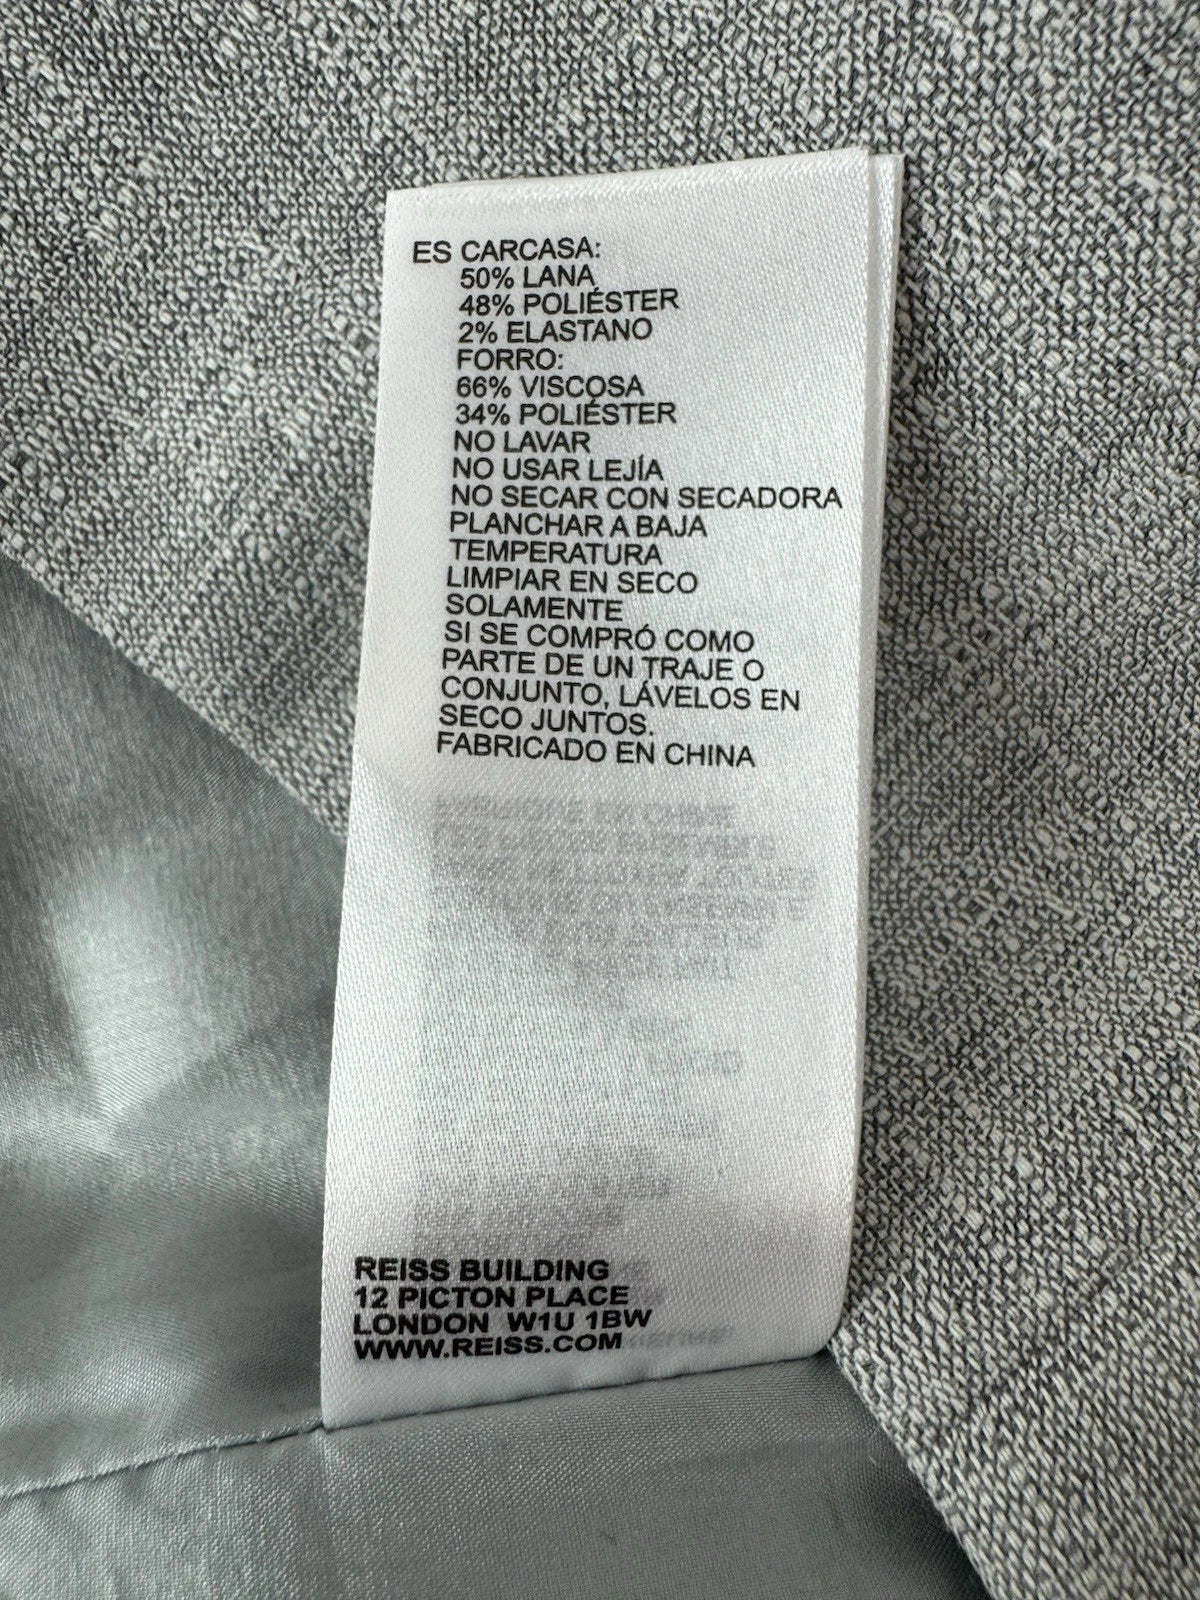 ES CARCASA:
50% LANA
48% POLIÉSTER
2% ELASTANO
FORRO:
66% VISCOSA
34% POLIÉSTER
NO LAVAR
NO USAR LEJÍA
NO SECAR CON SECADORA
PLANCHAR A BAJA
TEMPERATURA
LIMPIAR EN SECO
SOLAMENTE
SI SE COMPRÓ COMO
PARTE DE UN TRAJE O
CONJUNTO, LÁVELOS EN
SECO JUNTOS.
FABRICADO EN CHINA
REISS BUILDING
12 PICTON PLACE
LONDON W1U 1BW
WWW.REISS.COM